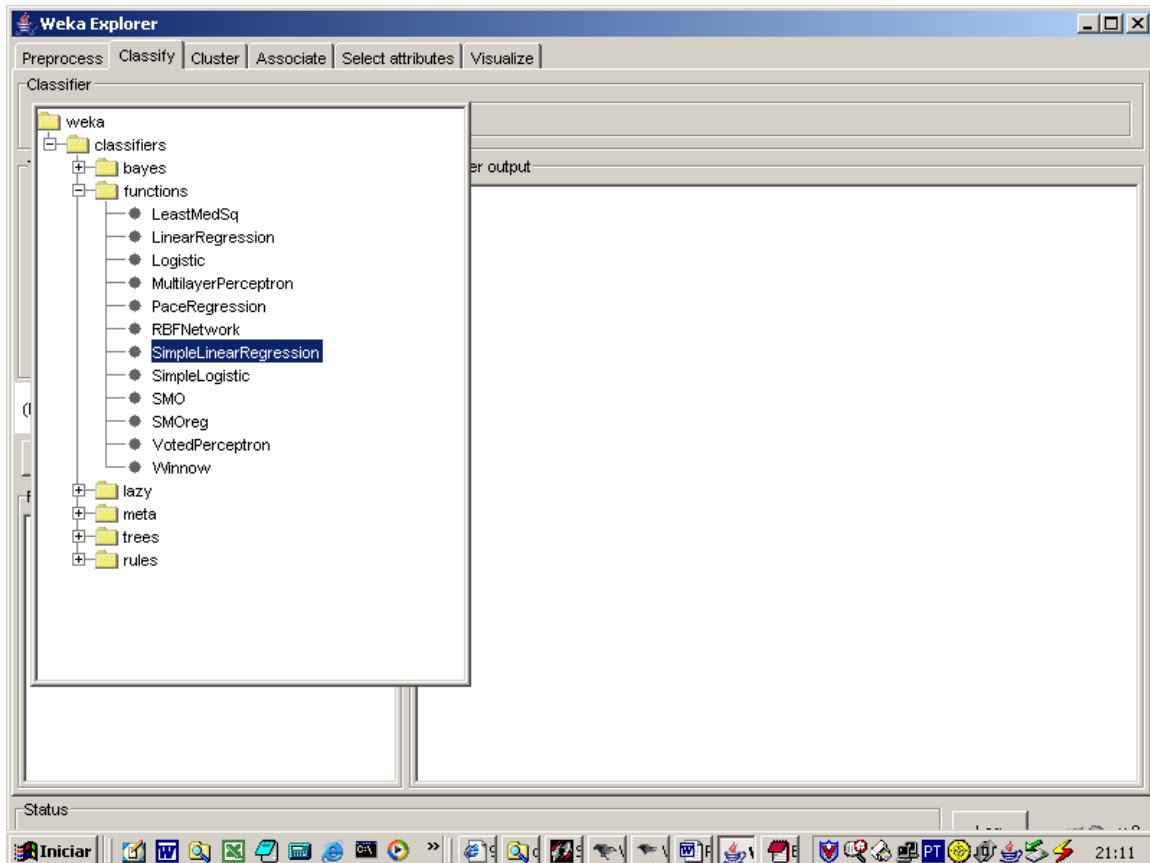 Weka Explorer
Preprocess Classify Cluster Associate Select attributes Visualize
Classifier
weka
classifiers
bayes
er output
functions
LeastMedSq
LinearRegression
Logistic
MultilayerPerceptron
PaceRegression
RBFNetwork
SimpleLinearRegression
SimpleLogistic
SMO
SMOreg
VotedPerceptron
Winnow
lazy
meta
trees
rules
Status
Iniciar » PT 21:11